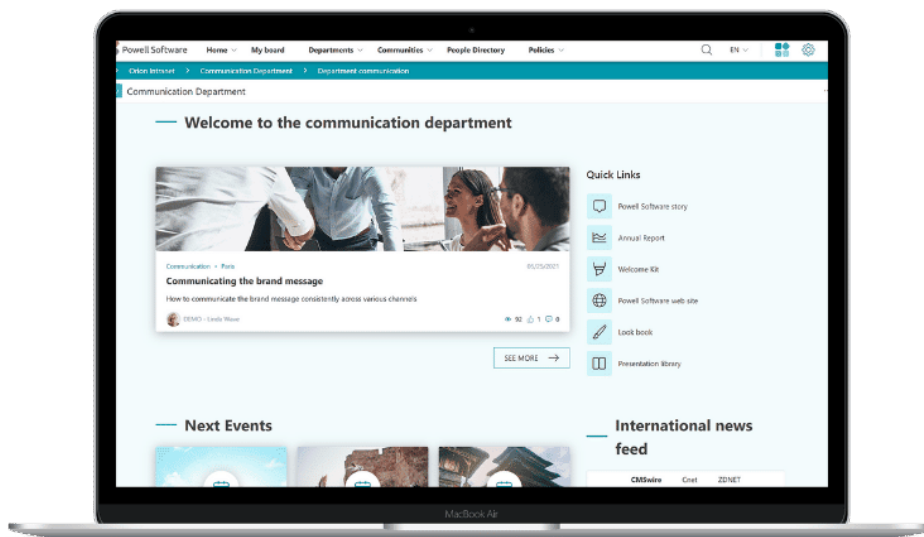 Powell Software Home My board Departments Communities People Directory Policies EN
Orion Intranet > Communication Department > Department communication
Communication Department
Welcome to the communication department
Quick Links
Powell Software story
Annual Report
Welcome Kit
Powell Software web site
Look book
Presentation library
Communication • Paris 05/25/2021
Communicating the brand message
How to communicate the brand message consistently across various channels
DEMO - Linda Wave 92 1 0
SEE MORE →
Next Events
International news
feed
CMSwire Cnet ZDNET
MacBook Air